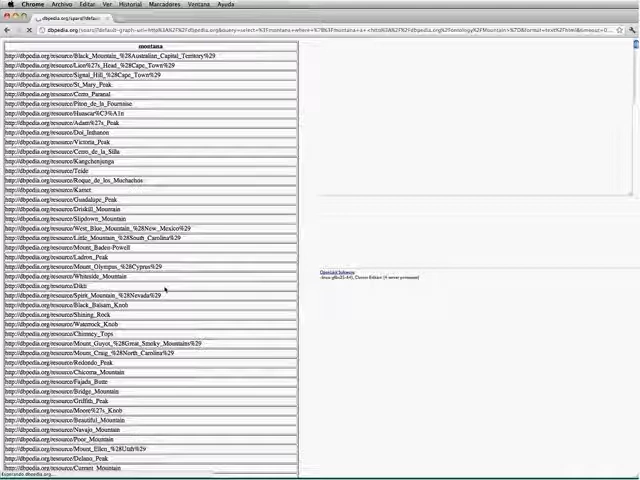 Chrome Archivo Editar Ver Historial Marcadores Ventana Ayuda
montana
http://dbpedia.org/resource/Black_Mountain_%28Australian_Capital_Territory%29
http://dbpedia.org/resource/Lion%27s_Head_%28Cape_Town%29
http://dbpedia.org/resource/Signal_Hill_%28Cape_Town%29
http://dbpedia.org/resource/St_Mary_Peak
http://dbpedia.org/resource/Cerro_Paranal
http://dbpedia.org/resource/Piton_de_la_Fournaise
http://dbpedia.org/resource/Huascar%C3%A1n
http://dbpedia.org/resource/Adam%27s_Peak
http://dbpedia.org/resource/Doi_Inthanon
http://dbpedia.org/resource/Victoria_Peak
http://dbpedia.org/resource/Cerro_de_la_Silla
http://dbpedia.org/resource/Kangchenjunga
http://dbpedia.org/resource/Teide
http://dbpedia.org/resource/Roque_de_los_Muchachos
http://dbpedia.org/resource/Kamet
http://dbpedia.org/resource/Guadalupe_Peak
http://dbpedia.org/resource/Driskill_Mountain
http://dbpedia.org/resource/Slipdown_Mountain
http://dbpedia.org/resource/West_Blue_Mountain_%28New_Mexico%29
http://dbpedia.org/resource/Little_Mountain_%28South_Carolina%29
http://dbpedia.org/resource/Mount_Baden-Powell
http://dbpedia.org/resource/Ladron_Peak
http://dbpedia.org/resource/Mount_Olympus_%28Cyprus%29
http://dbpedia.org/resource/Whiteside_Mountain
http://dbpedia.org/resource/Dikti
http://dbpedia.org/resource/Spirit_Mountain_%28Nevada%29
http://dbpedia.org/resource/Black_Balsam_Knob
http://dbpedia.org/resource/Shining_Rock
http://dbpedia.org/resource/Waterrock_Knob
http://dbpedia.org/resource/Chimney_Tops
http://dbpedia.org/resource/Mount_Guyot_%28Great_Smoky_Mountains%29
http://dbpedia.org/resource/Mount_Craig_%28North_Carolina%29
http://dbpedia.org/resource/Redondo_Peak
http://dbpedia.org/resource/Chicoma_Mountain
http://dbpedia.org/resource/Fajada_Butte
http://dbpedia.org/resource/Bridge_Mountain
http://dbpedia.org/resource/Griffith_Peak
http://dbpedia.org/resource/Moore%27s_Knob
http://dbpedia.org/resource/Beautiful_Mountain
http://dbpedia.org/resource/Navajo_Mountain
http://dbpedia.org/resource/Poor_Mountain
http://dbpedia.org/resource/Mount_Ellen_%28Utah%29
http://dbpedia.org/resource/Delano_Peak
http://dbpedia.org/resource/Currant_Mountain
Esperando dbpedia.org...
OpenLink Software